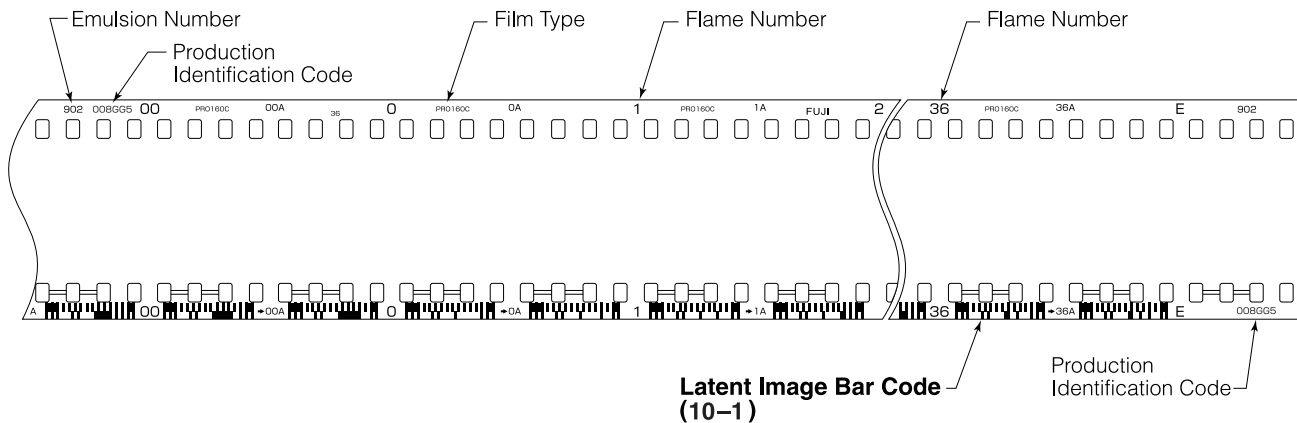 Emulsion Number
Film Type
Flame Number
Flame Number
Production
Identification Code
902 008GG5 00 PRO160C 00A 36 0 PRO160C 0A 1 PRO160C 1A FUJI 2 36 PRO160C 36A E 902
A 00 →00A 0 →0A 1 →1A 36 →36A E 008GG5
Latent Image Bar Code
(10–1)
Production
Identification Code